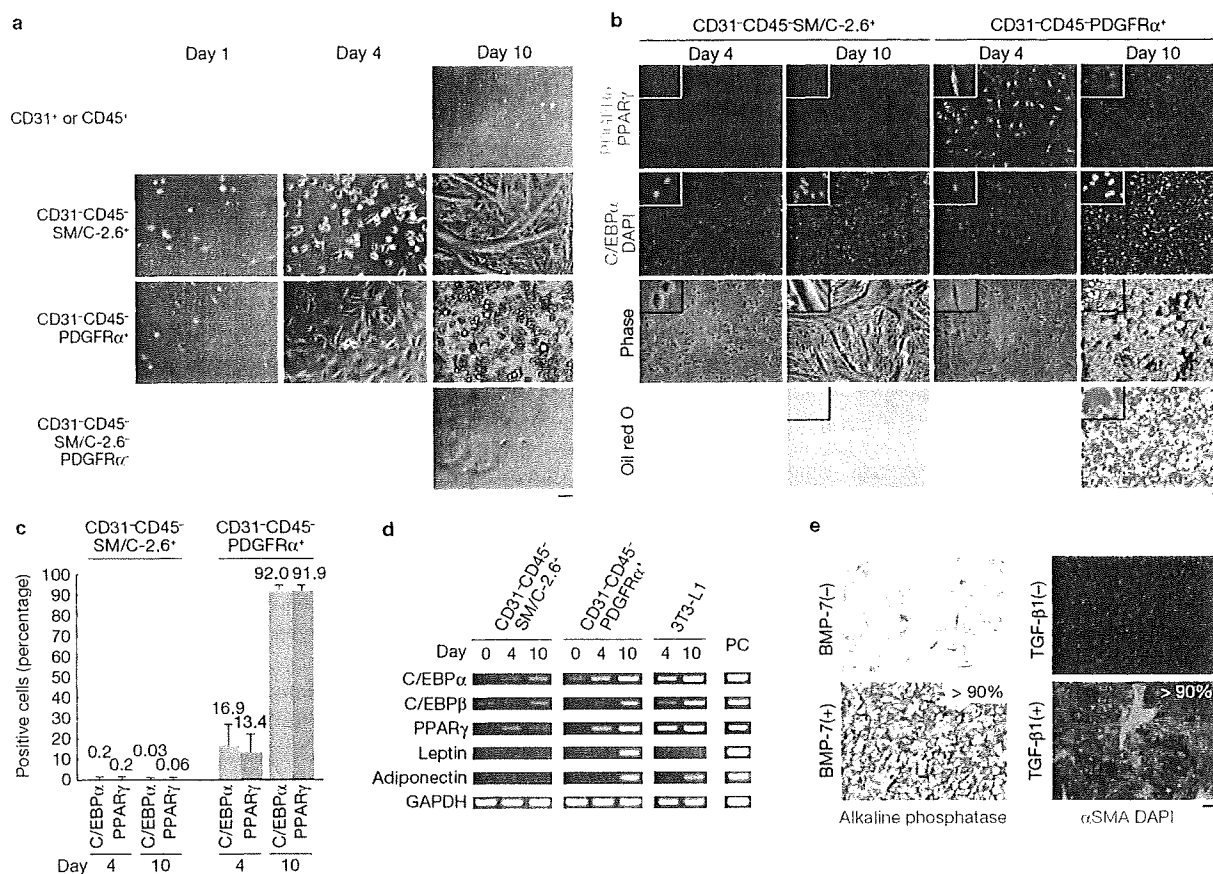 a
Day 1 Day 4 Day 10
CD31⁺ or CD45⁺
CD31⁻CD45⁻
SM/C-2.6⁺
CD31⁻CD45⁻
PDGFRα⁺
CD31⁻CD45⁻
SM/C-2.6⁻
PDGFRα⁻
b
CD31⁻CD45⁻SM/C-2.6⁺ CD31⁻CD45⁻PDGFRα⁺
Day 4 Day 10 Day 4 Day 10
PDGFRα
PPARγ
C/EBPα
DAPI
Phase
Oil red O
c
CD31⁻CD45⁻ CD31⁻CD45⁻
SM/C-2.6⁺ PDGFRα⁺
Positive cells (percentage)
100
90
80
70
60
50
40
30
20
10
0
0.2 0.2 0.03 0.06 16.9 13.4 92.0 91.9
C/EBPα PPARγ C/EBPα PPARγ C/EBPα PPARγ C/EBPα PPARγ
Day 4 10 4 10
d
CD31⁻CD45⁻
SM/C-2.6⁺
CD31⁻CD45⁻
PDGFRα⁺
3T3-L1
PC
Day 0 4 10 0 4 10 0 4 10
C/EBPα
C/EBPβ
PPARγ
Leptin
Adiponectin
GAPDH
e
BMP-7(-)
TGF-β1(-)
BMP-7(+)
> 90%
TGF-β1(+)
> 90%
Alkaline phosphatase
αSMA DAPI